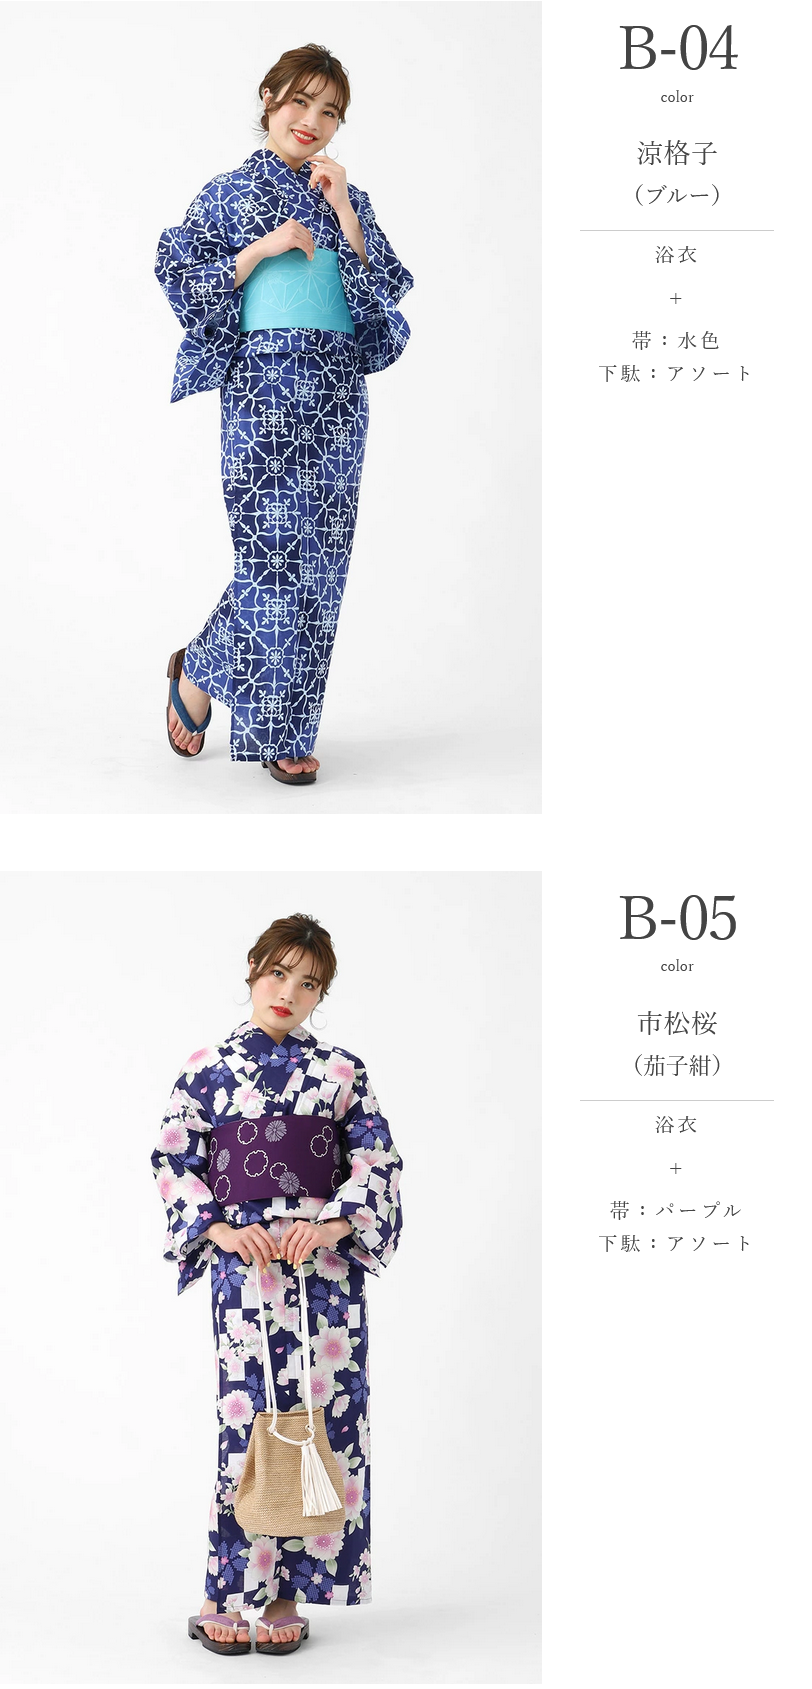 B-04
color
涼格子
（ブルー）
浴衣
+
帯：水色
下駄：アソート
B-05
color
市松桜
（茄子紺）
浴衣
+
帯：パープル
下駄：アソート